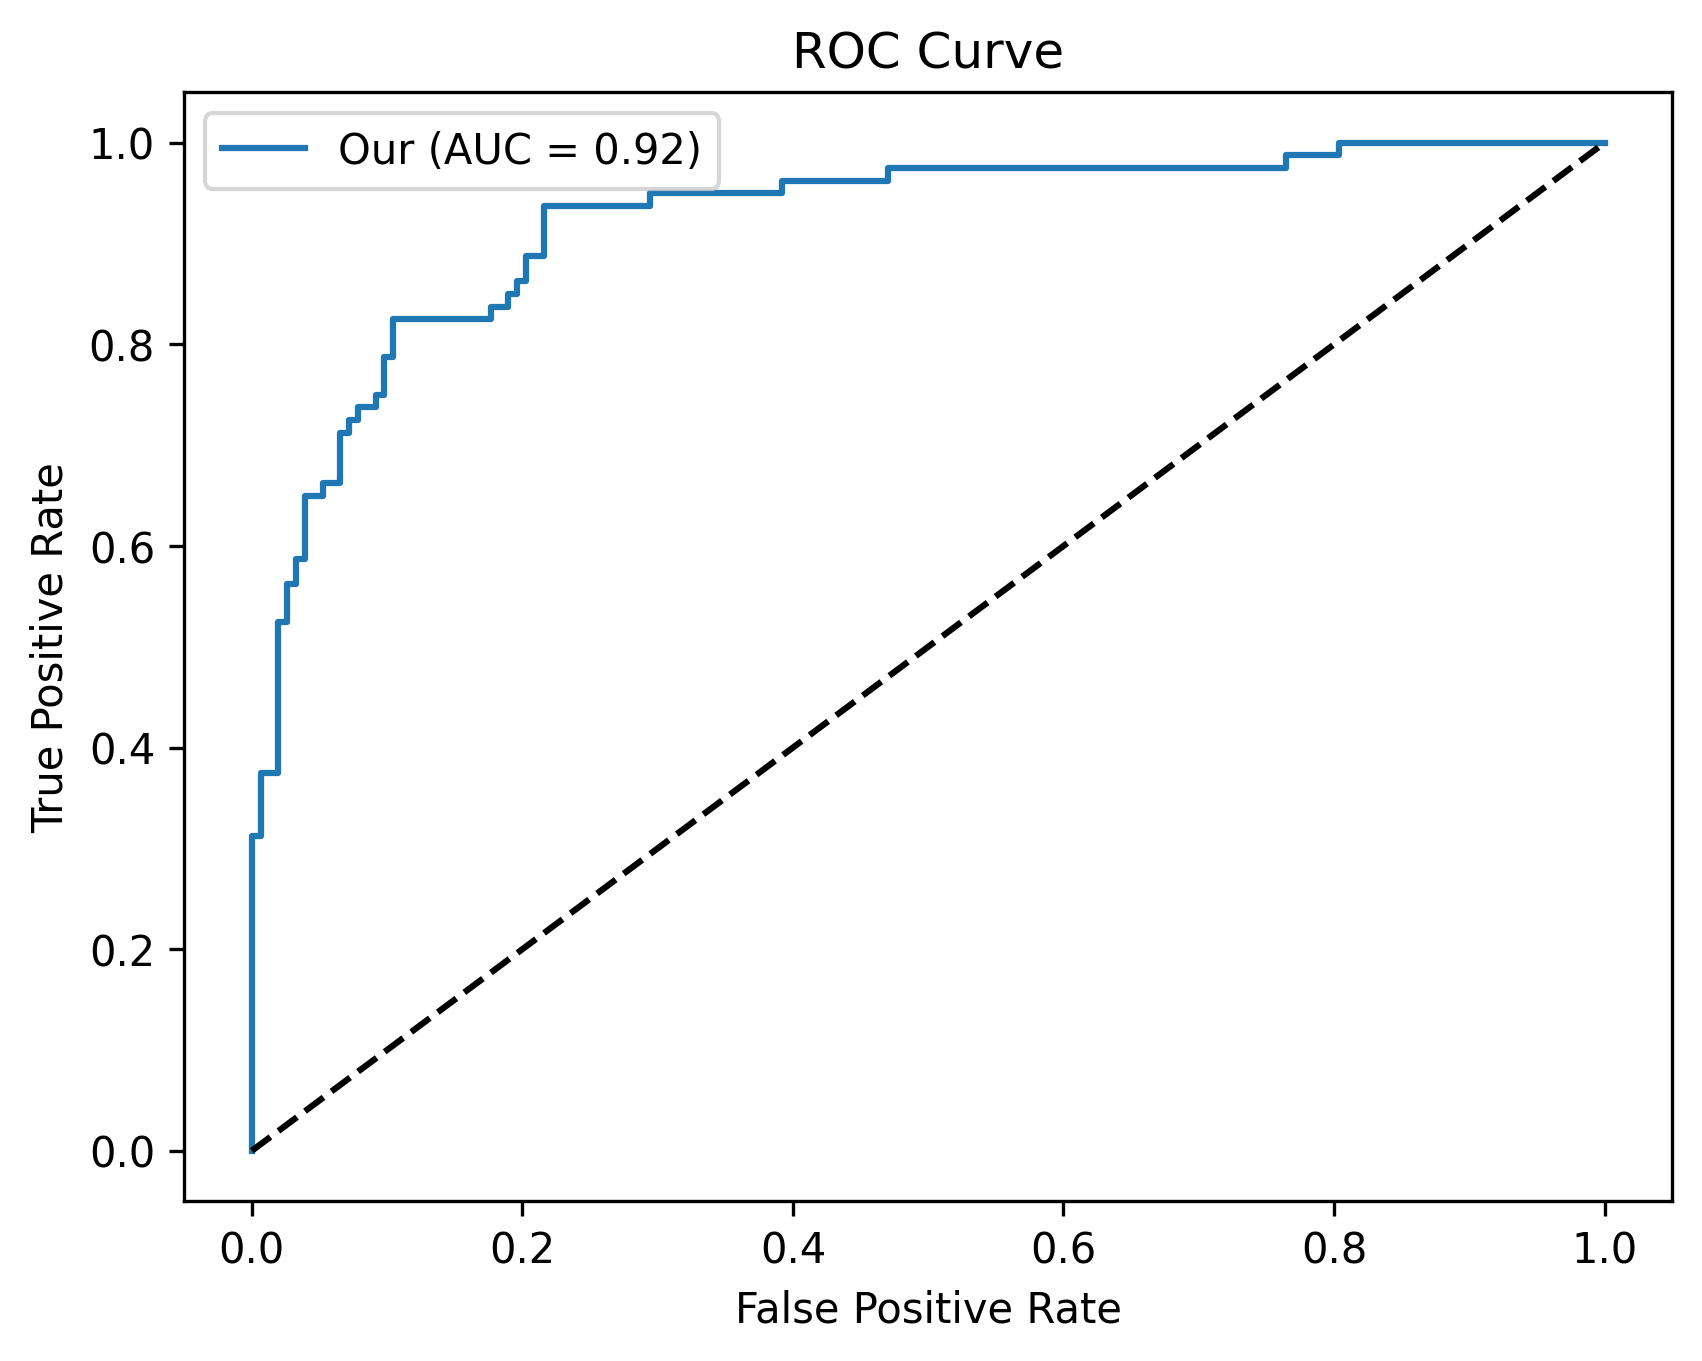 ROC Curve
Our (AUC = 0.92)
1.0
0.8
0.6
0.4
0.2
0.0
True Positive Rate
0.0 0.2 0.4 0.6 0.8 1.0
False Positive Rate